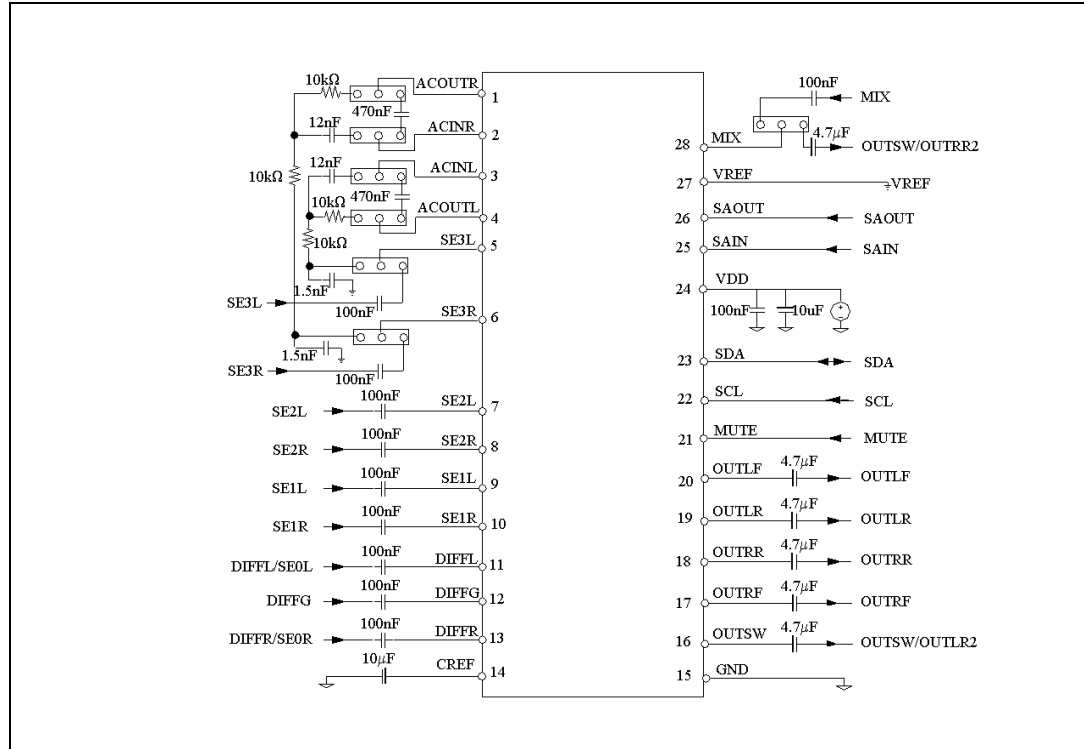 10kΩ
ACOUTR
1
470nF
12nF
ACINR
2
12nF
ACINL
3
10kΩ
470nF
10kΩ
ACOUTL
4
10kΩ
SE3L
5
1.5nF
SE3L
100nF
SE3R
6
1.5nF
SE3R
100nF
SE2L
100nF
SE2L
7
SE2R
100nF
SE2R
8
SE1L
100nF
SE1L
9
SE1R
100nF
SE1R
10
DIFFL/SE0L
100nF
DIFFL
11
DIFFG
100nF
DIFFG
12
DIFFR/SE0R
100nF
DIFFR
13
10μF
CREF
14
100nF
MIX
28
MIX
4.7μF
OUTSW/OUTRR2
27
VREF
VREF
26
SAOUT
SAOUT
25
SAIN
SAIN
24
VDD
100nF
10uF
23
SDA
SDA
22
SCL
SCL
21
MUTE
MUTE
20
OUTLF
4.7μF
OUTLF
19
OUTLR
4.7μF
OUTLR
18
OUTRR
4.7μF
OUTRR
17
OUTRF
4.7μF
OUTRF
16
OUTSW
4.7μF
OUTSW/OUTLR2
15
GND